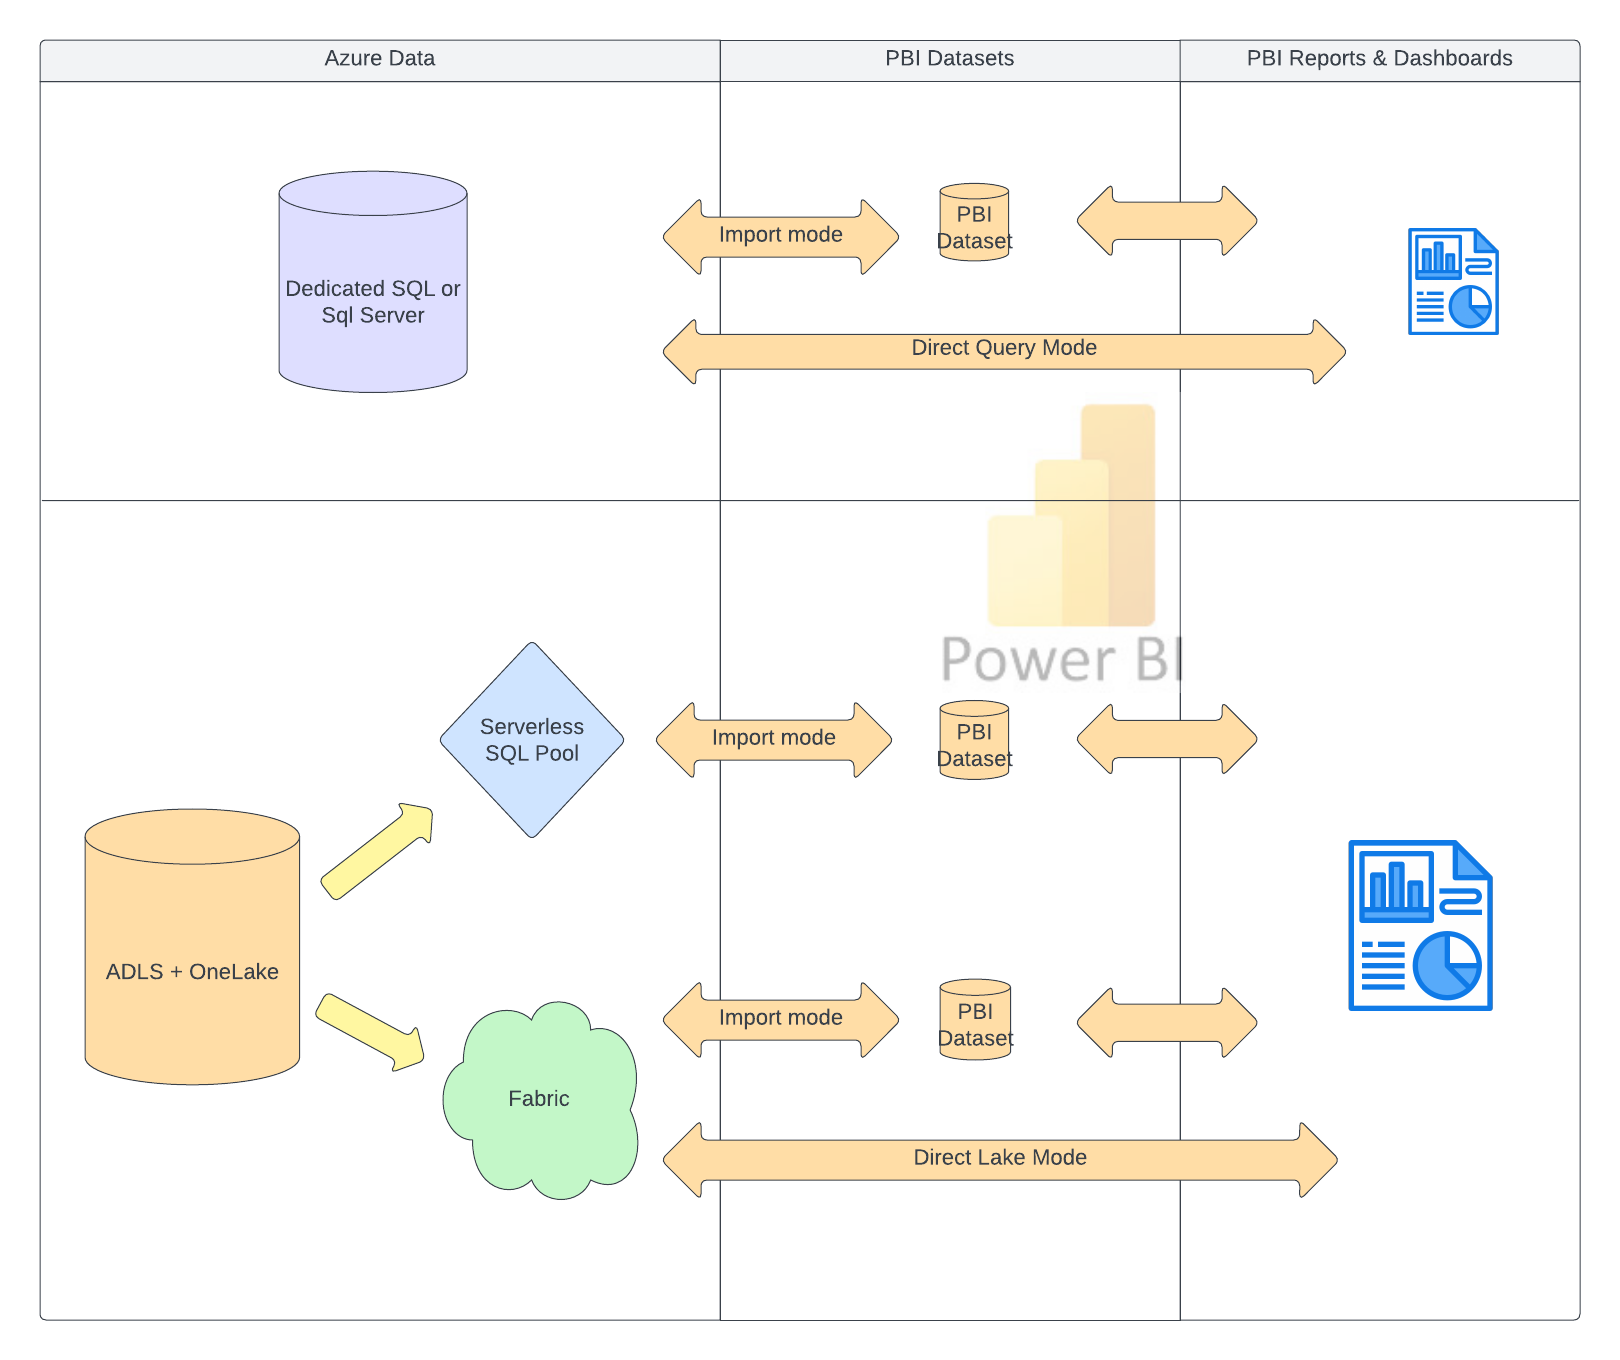 Azure Data
PBI Datasets
PBI Reports & Dashboards
Dedicated SQL or
Sql Server
Import mode
PBI
Dataset
Direct Query Mode
Power BI
Serverless
SQL Pool
Import mode
PBI
Dataset
ADLS + OneLake
Import mode
PBI
Dataset
Fabric
Direct Lake Mode